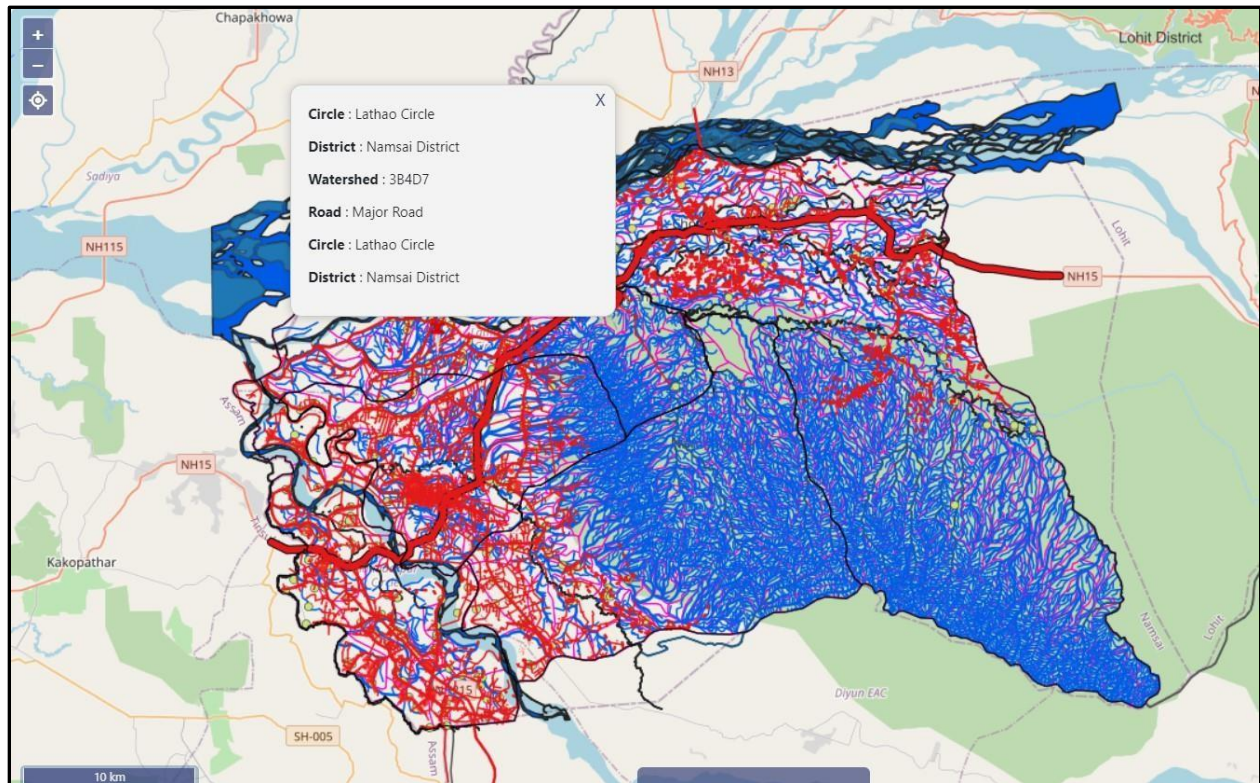 Chapakhowa
Lohit District
+
−
NH13
X
Circle : Lathao Circle
District : Namsai District
Watershed : 3B4D7
Road : Major Road
Circle : Lathao Circle
District : Namsai District
Sadiya
NH115
Lohit
NH15
Assam
NH15
Kakopathar
Namsai
Lohit
Diyun EAC
SH-005
Assam
10 km